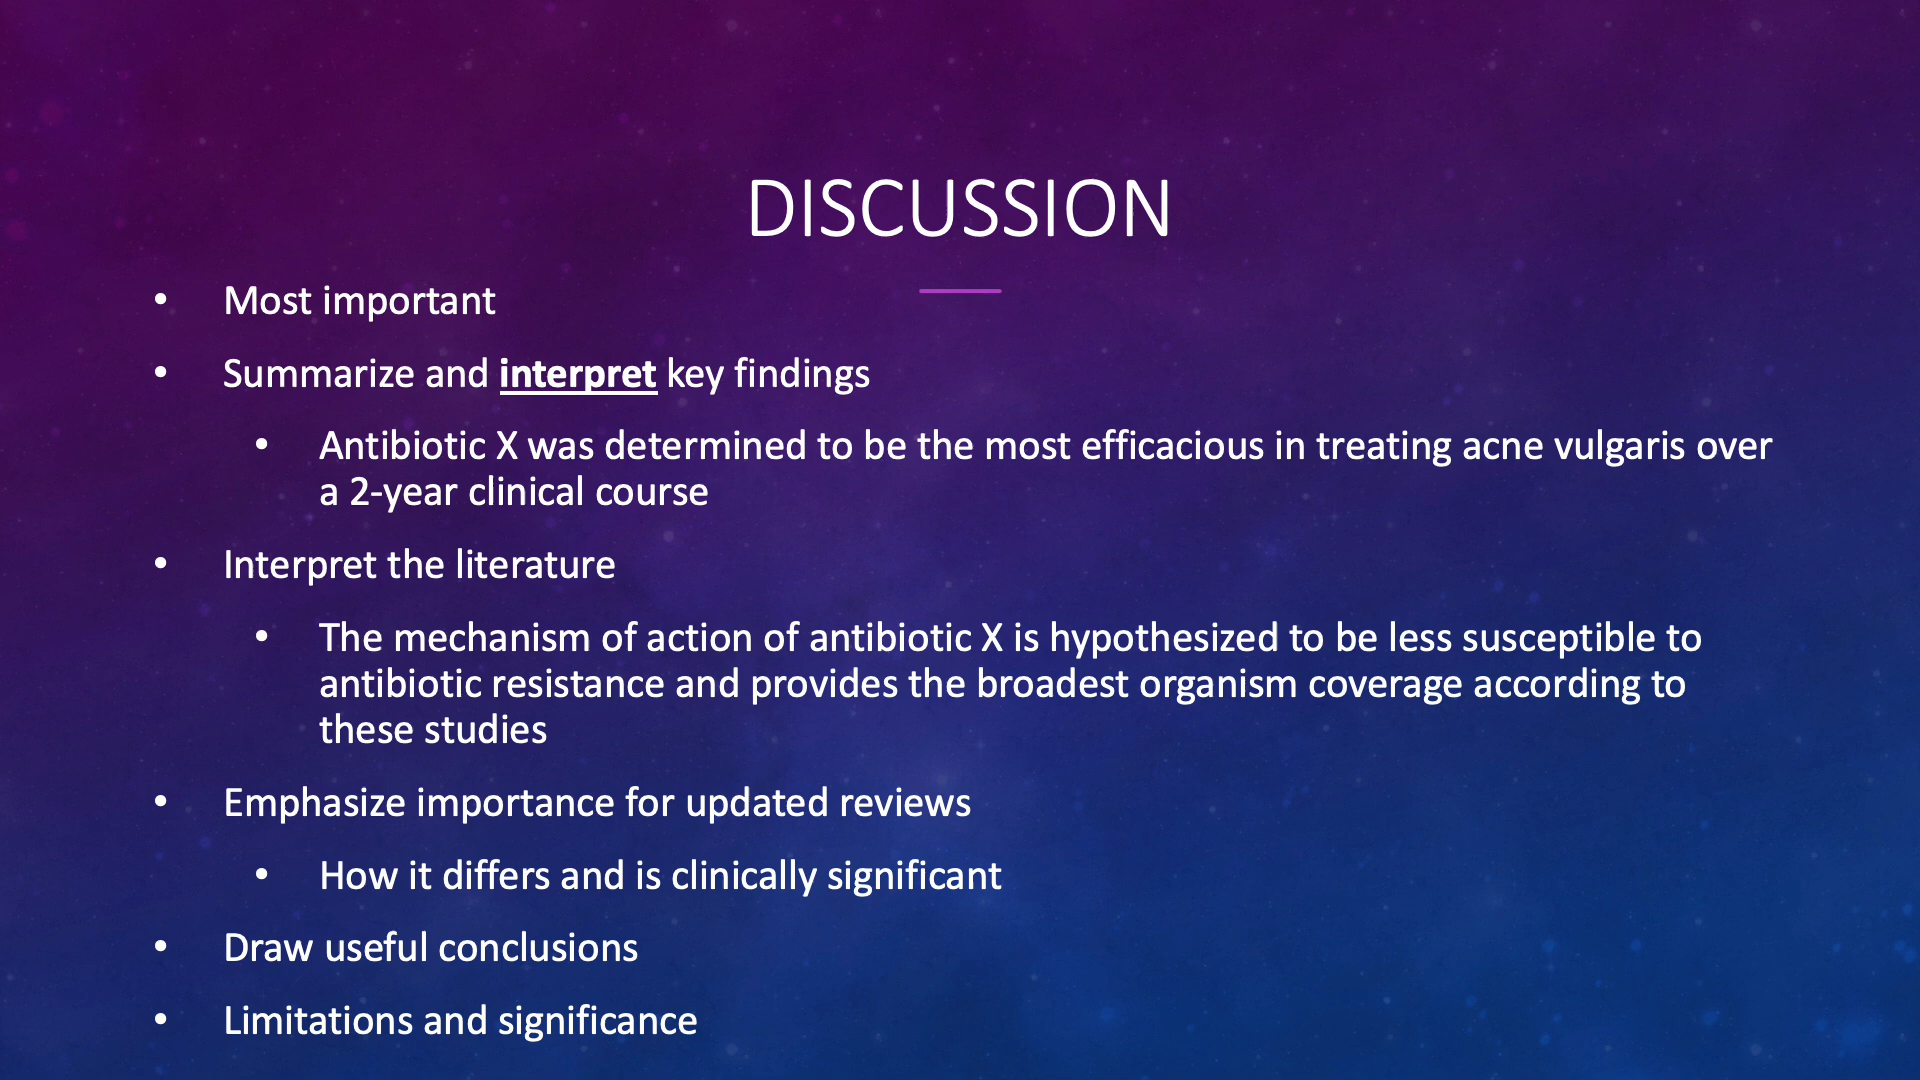 DISCUSSION
• Most important
• Summarize and interpret key findings
• Antibiotic X was determined to be the most efficacious in treating acne vulgaris over
a 2-year clinical course
• Interpret the literature
• The mechanism of action of antibiotic X is hypothesized to be less susceptible to
antibiotic resistance and provides the broadest organism coverage according to
these studies
• Emphasize importance for updated reviews
• How it differs and is clinically significant
• Draw useful conclusions
• Limitations and significance